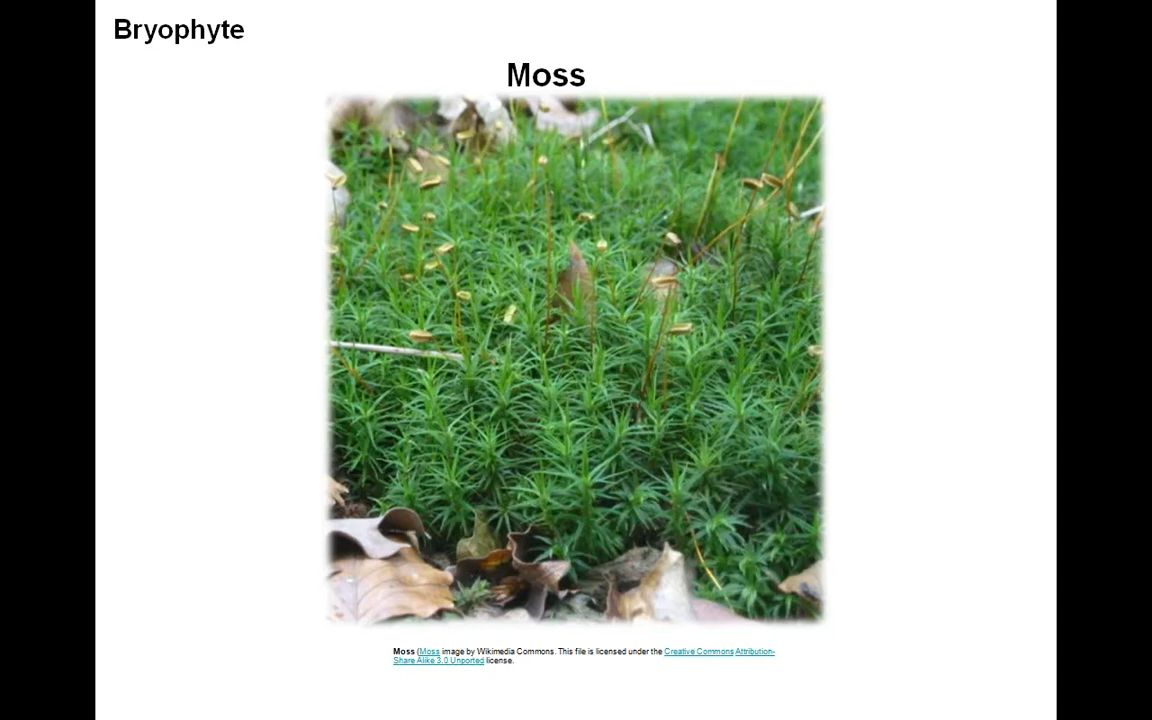 Bryophyte
Moss
Moss (Moss image by Wikimedia Commons. This file is licensed under the Creative Commons Attribution-
Share Alike 3.0 Unported license.